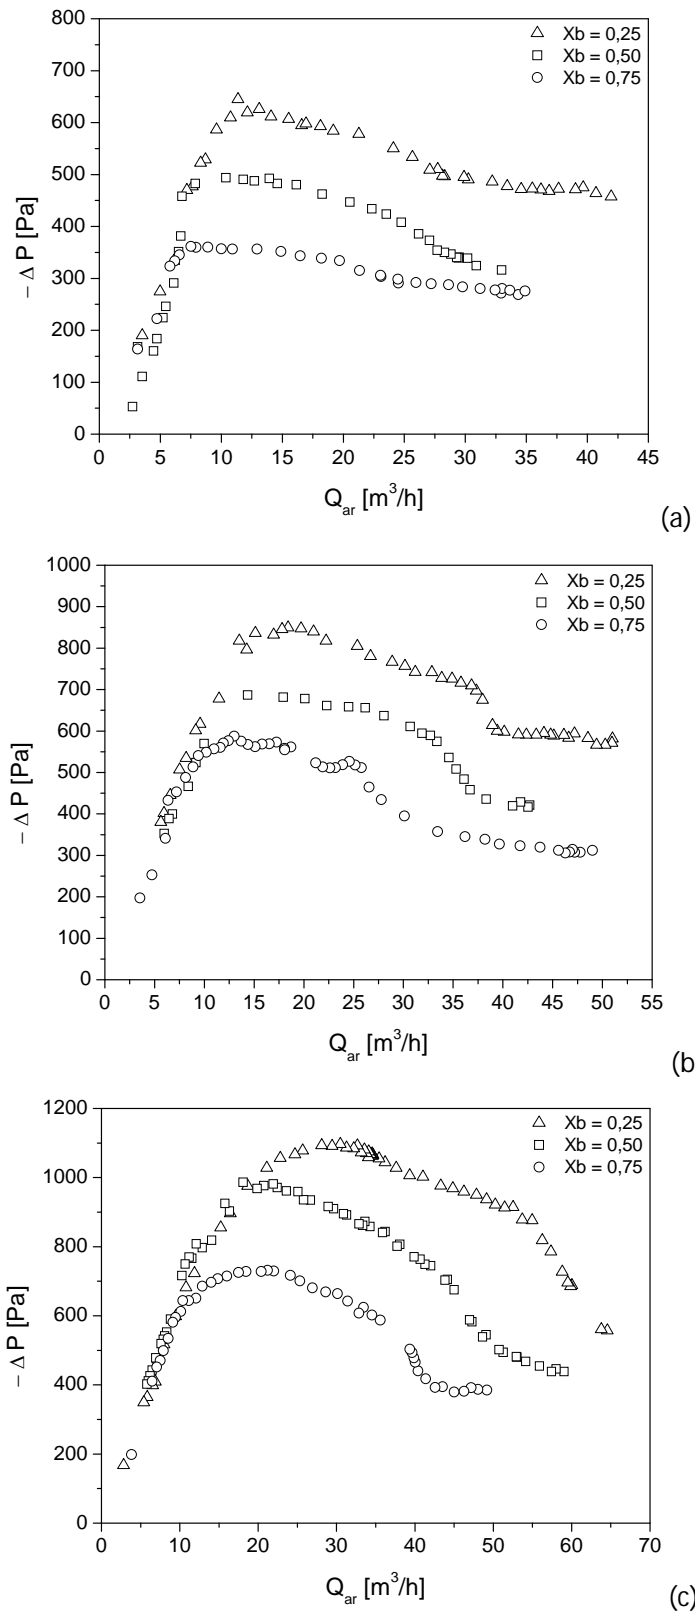 800
700
600
500
400
300
200
100
0
− Δ P [Pa]
△ Xb = 0,25
□ Xb = 0,50
○ Xb = 0,75
0 5 10 15 20 25 30 35 40 45
Q_ar [m³/h]
(a)
1000
900
800
700
600
500
400
300
200
100
0
− Δ P [Pa]
△ Xb = 0,25
□ Xb = 0,50
○ Xb = 0,75
0 5 10 15 20 25 30 35 40 45 50 55
Q_ar [m³/h]
(b
1200
1000
800
600
400
200
0
− Δ P [Pa]
△ Xb = 0,25
□ Xb = 0,50
○ Xb = 0,75
0 10 20 30 40 50 60 70
Q_ar [m³/h]
(c)